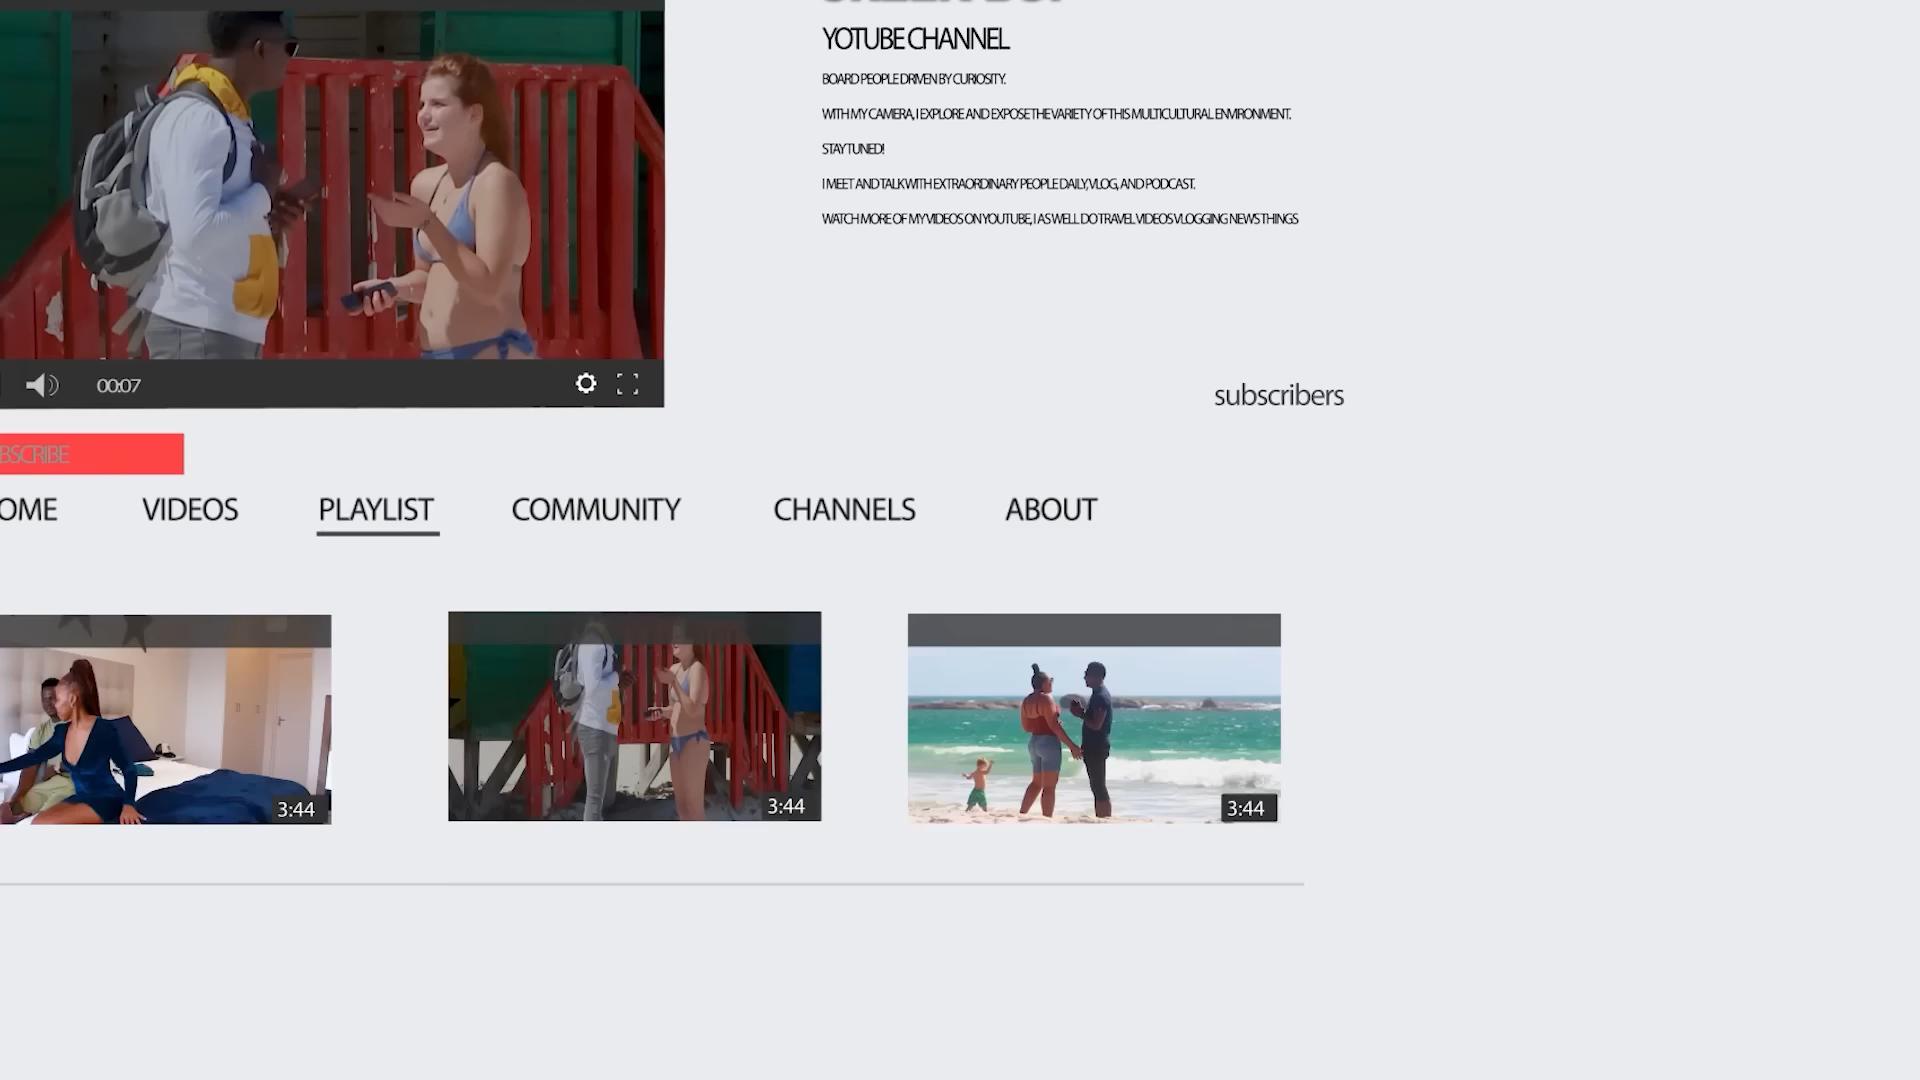 YOTUBE CHANNEL
BOARD PEOPLE DRIVEN BY CURIOSITY.
WITH MY CAMERA, I EXPLORE AND EXPOSE THE VARIETY OF THIS MULTICULTURAL ENVIRONMENT.
STAY TUNED!
I MEET AND TALK WITH EXTRAORDINARY PEOPLE DAILY, VLOG, AND PODCAST.
WATCH MORE OF MY VIDEOS ON YOUTUBE, I AS WELL DO TRAVEL VIDEOS VLOGGING NEWS THINGS
00:07
subscribers
BSCRIBE
OME VIDEOS PLAYLIST COMMUNITY CHANNELS ABOUT
3:44 3:44 3:44